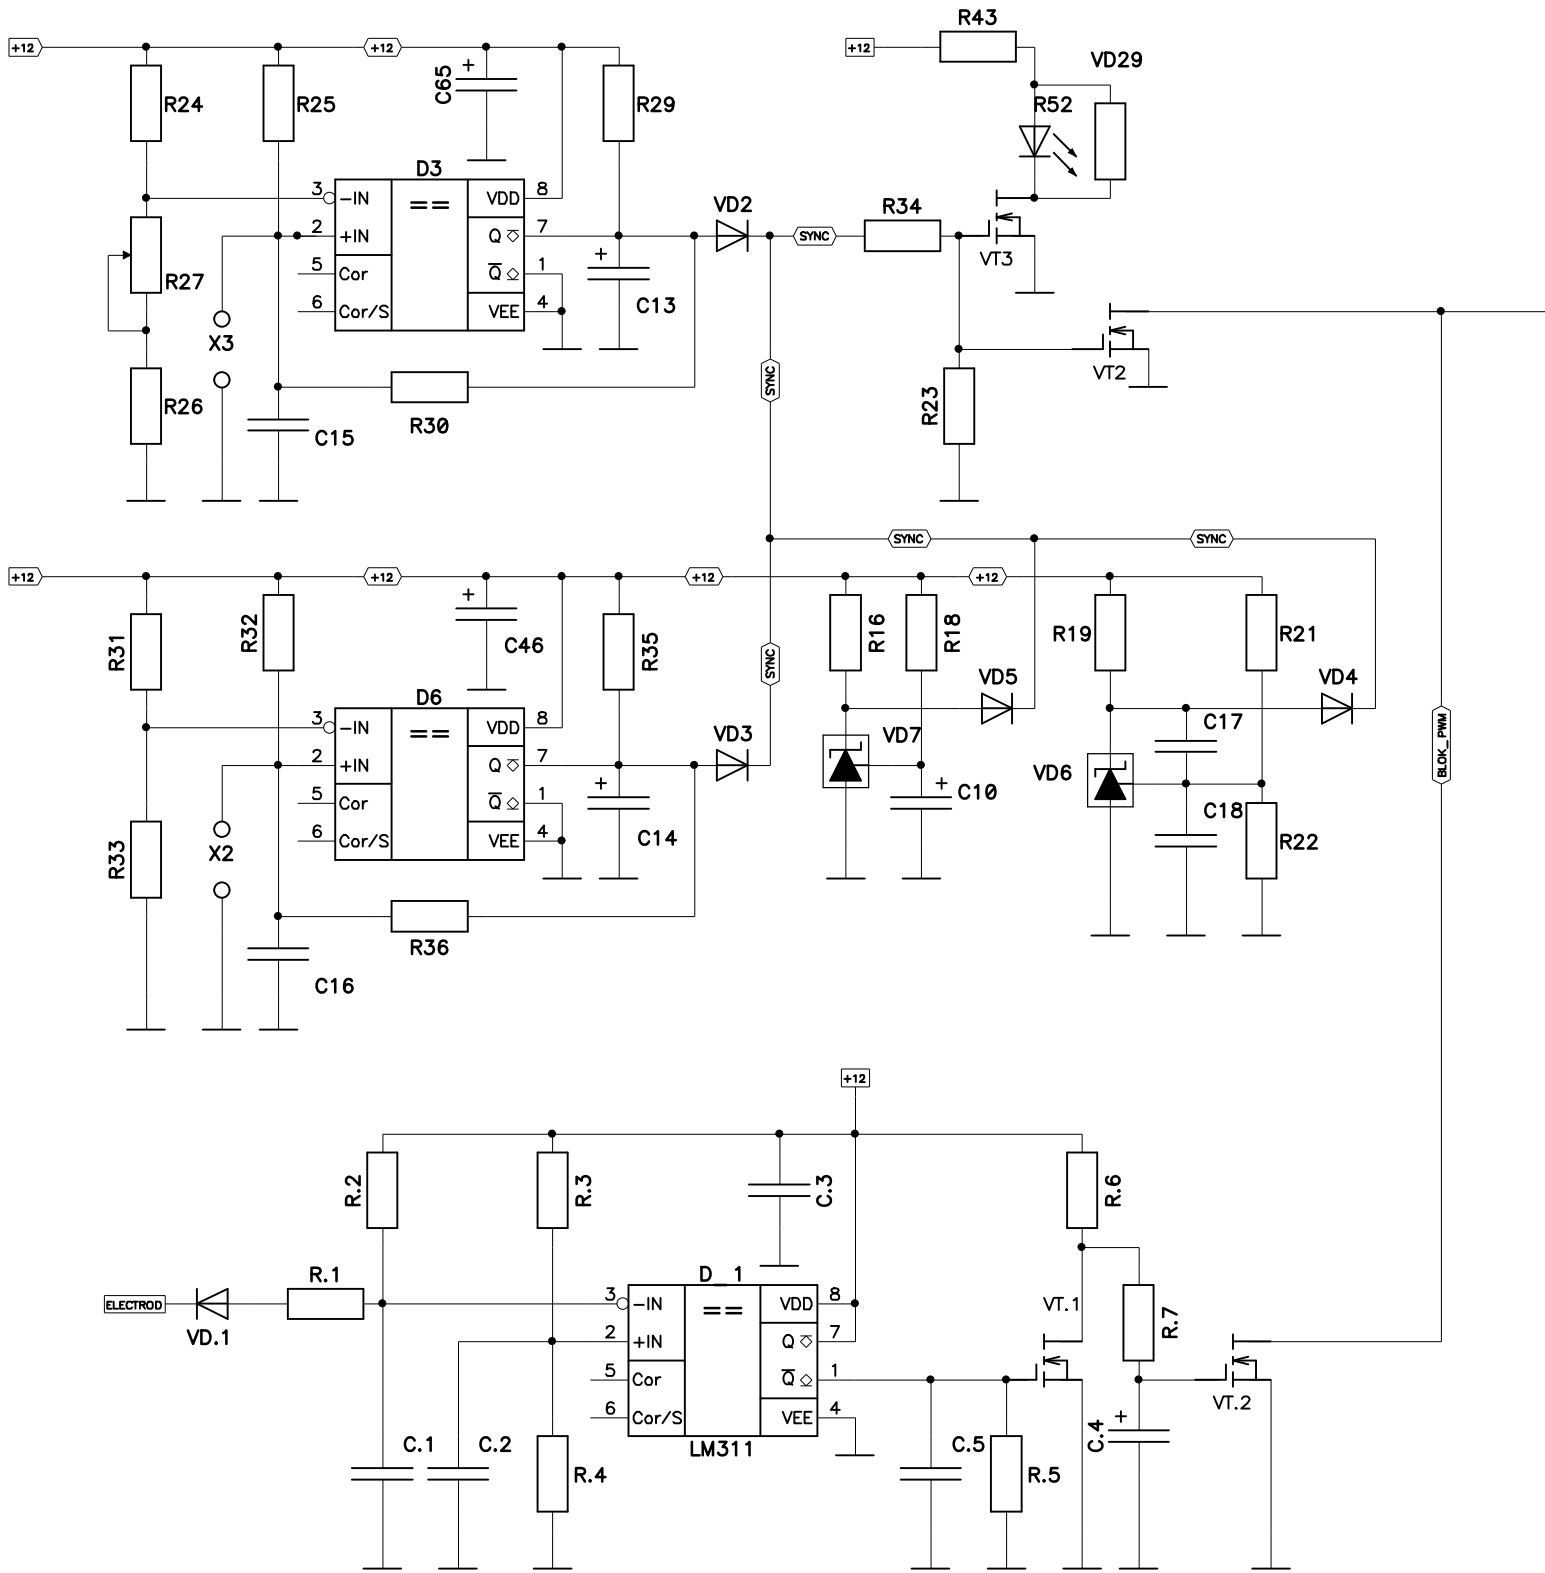 R43
+12
+12
+12
VD29
R24
R25
C65
+
R29
R52
D3
3
-IN
==
VDD
8
2
+IN
Q
7
5
Cor
Q
1
6
Cor/S
VEE
4
VD2
SYNC
R34
VT3
R27
+
C13
X3
SYNC
VT2
R26
R30
C15
R23
SYNC
SYNC
+12
+12
+12
+12
R31
R32
+
C46
R35
SYNC
R16
R18
R19
R21
D6
3
-IN
==
VDD
8
2
+IN
Q
7
5
Cor
Q
1
6
Cor/S
VEE
4
VD3
VD5
VD4
VD7
C17
BLOK_PWM
VD6
+
C14
+
C10
C18
R22
R33
X2
R36
C16
+12
R.2
R.3
C.3
R.6
ELECTROD
VD.1
R.1
D_1
3
-IN
==
VDD
8
2
+IN
Q
7
5
Cor
Q
1
6
Cor/S
VEE
4
LM311
VT.1
R.7
VT.2
C.1
C.2
R.4
C.5
R.5
+
C.4